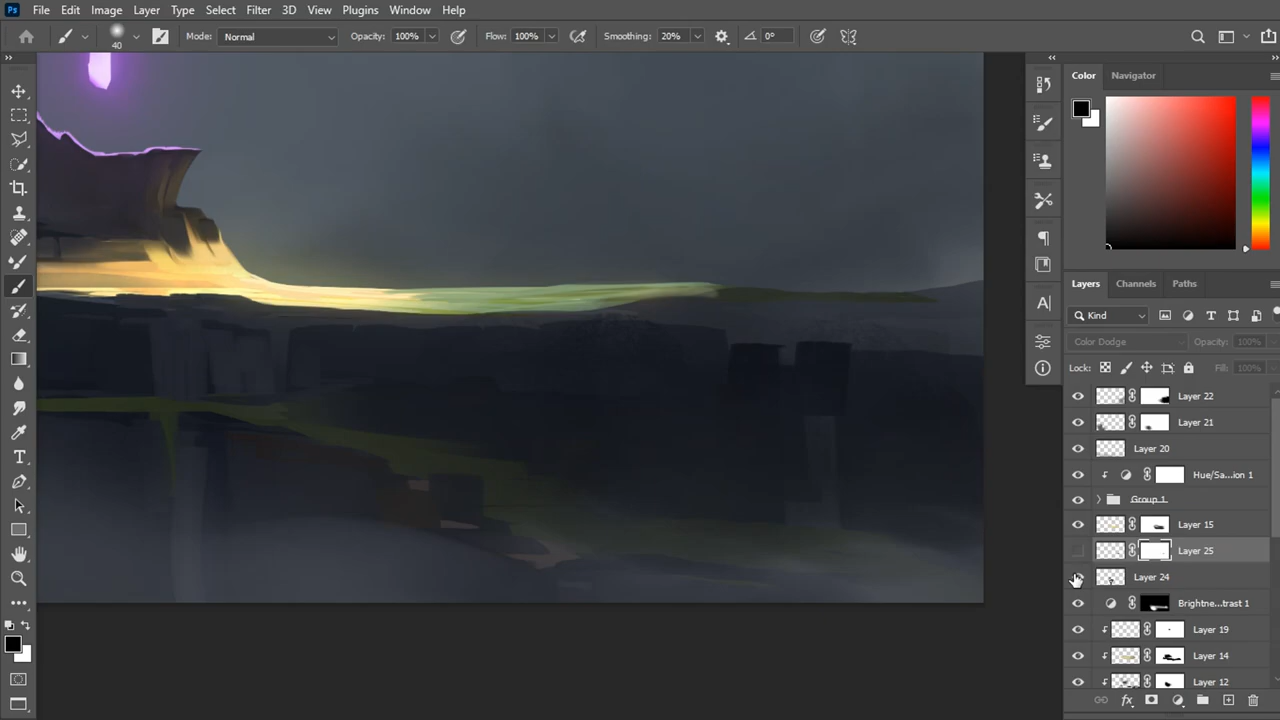 Ps File Edit Image Layer Type Select Filter 3D View Plugins Window Help
40 Mode: Normal Opacity: 100% Flow: 100% Smoothing: 20% 0°
Color Navigator
Layers Channels Paths
Kind
Color Dodge Opacity: 100%
Lock: Fill: 100%
Layer 22
Layer 21
Layer 20
Hue/Sa...ion 1
Group 1
Layer 15
Layer 25
Layer 24
Brightne...trast 1
Layer 19
Layer 14
Layer 12
fx